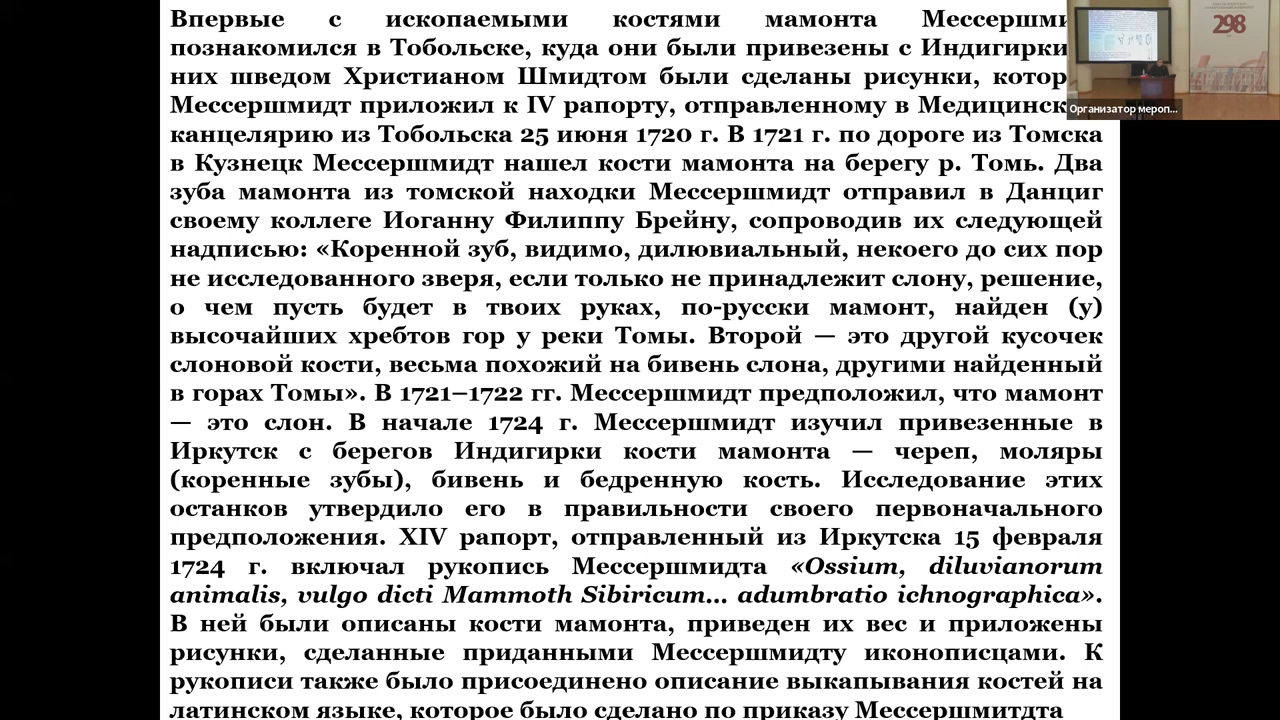 Впервые с ископаемыми костями мамонта
познакомился в Тобольске, куда они были привезены с Индигирки
них шведом Христианом Шмидтом были сделаны рисунки,
Мессершмидт приложил к IV рапорту, отправленному в
канцелярию из Тобольска 25 июня 1720 г. В 1721 г. по дороге из Томска
в Кузнецк Мессершмидт нашел кости мамонта на берегу р. Томь. Два
зуба мамонта из томской находки Мессершмидт отправил в Данциг
своему коллеге Иоганну Филиппу Брейну, сопроводив их следующей
надписью: «Коренной зуб, видимо, дилювиальный, некоего до сих пор
не исследованного зверя, если только не принадлежит слону, решение,
о чем пусть будет в твоих руках, по-русски мамонт, найден (у)
высочайших хребтов гор у реки Томы. Второй — это другой кусочек
слоновой кости, весьма похожий на бивень слона, другими найденный
в горах Томы». В 1721–1722 гг. Мессершмидт предположил, что мамонт
— это слон. В начале 1724 г. Мессершмидт изучил привезенные в
Иркутск с берегов Индигирки кости мамонта — череп, моляры
(коренные зубы), бивень и бедренную кость. Исследование этих
останков утвердило его в правильности своего первоначального
предположения. XIV рапорт, отправленный из Иркутска 15 февраля
1724 г. включал рукопись Мессершмидта «Ossium, diluvianorum
animalis, vulgo dicti Mammoth Sibiricum... adumbratio ichnographica».
В ней были описаны кости мамонта, приведен их вес и приложены
рисунки, сделанные приданными Мессершмидту иконописцами. К
рукописи также было присоединено описание выкапывания костей на
латинском языке, которое было сделано по приказу Мессершмитдта
298
Организатор мероп...